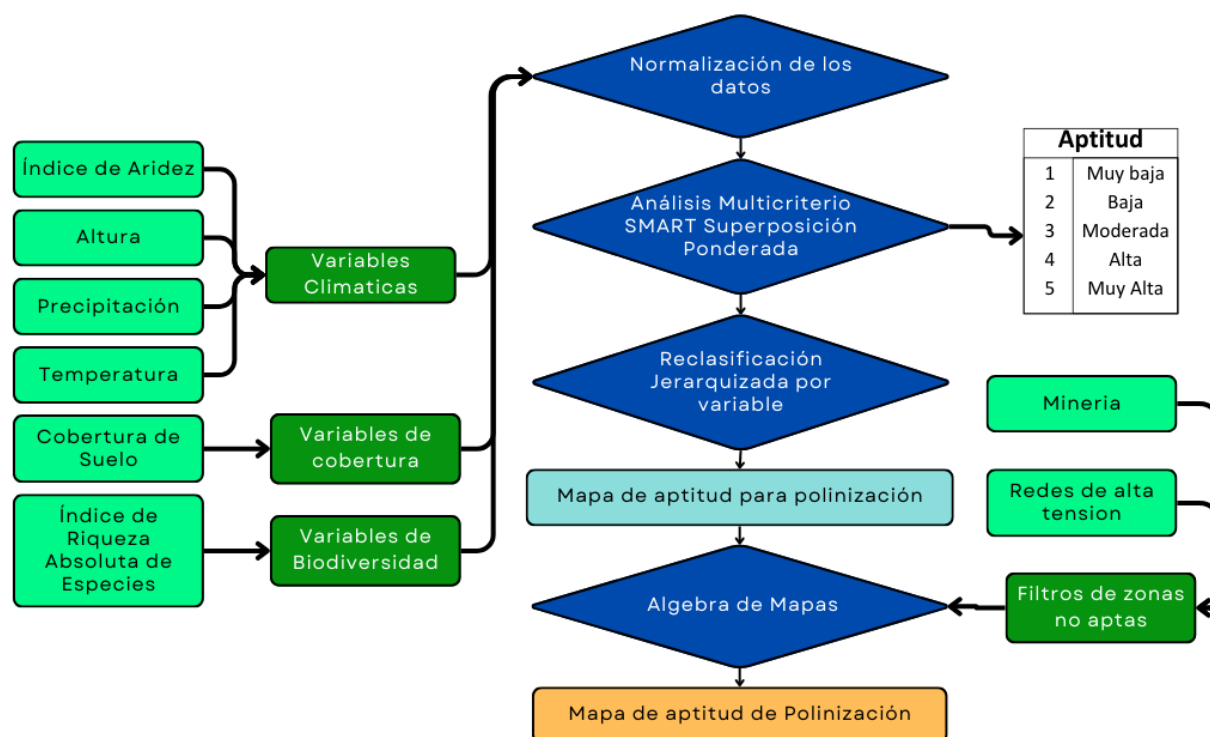 Normalización de los
datos
Índice de Aridez
Altura
Precipitación
Temperatura
Cobertura de
Suelo
Índice de
Riqueza
Absoluta de
Especies
Variables
Climaticas
Variables de
cobertura
Variables de
Biodiversidad
Análisis Multicriterio
SMART Superposición
Ponderada
Aptitud
1 Muy baja
2 Baja
3 Moderada
4 Alta
5 Muy Alta
Reclasificación
Jerarquizada por
variable
Mapa de aptitud para polinización
Mineria
Redes de alta
tension
Filtros de zonas
no aptas
Algebra de Mapas
Mapa de aptitud de Polinización